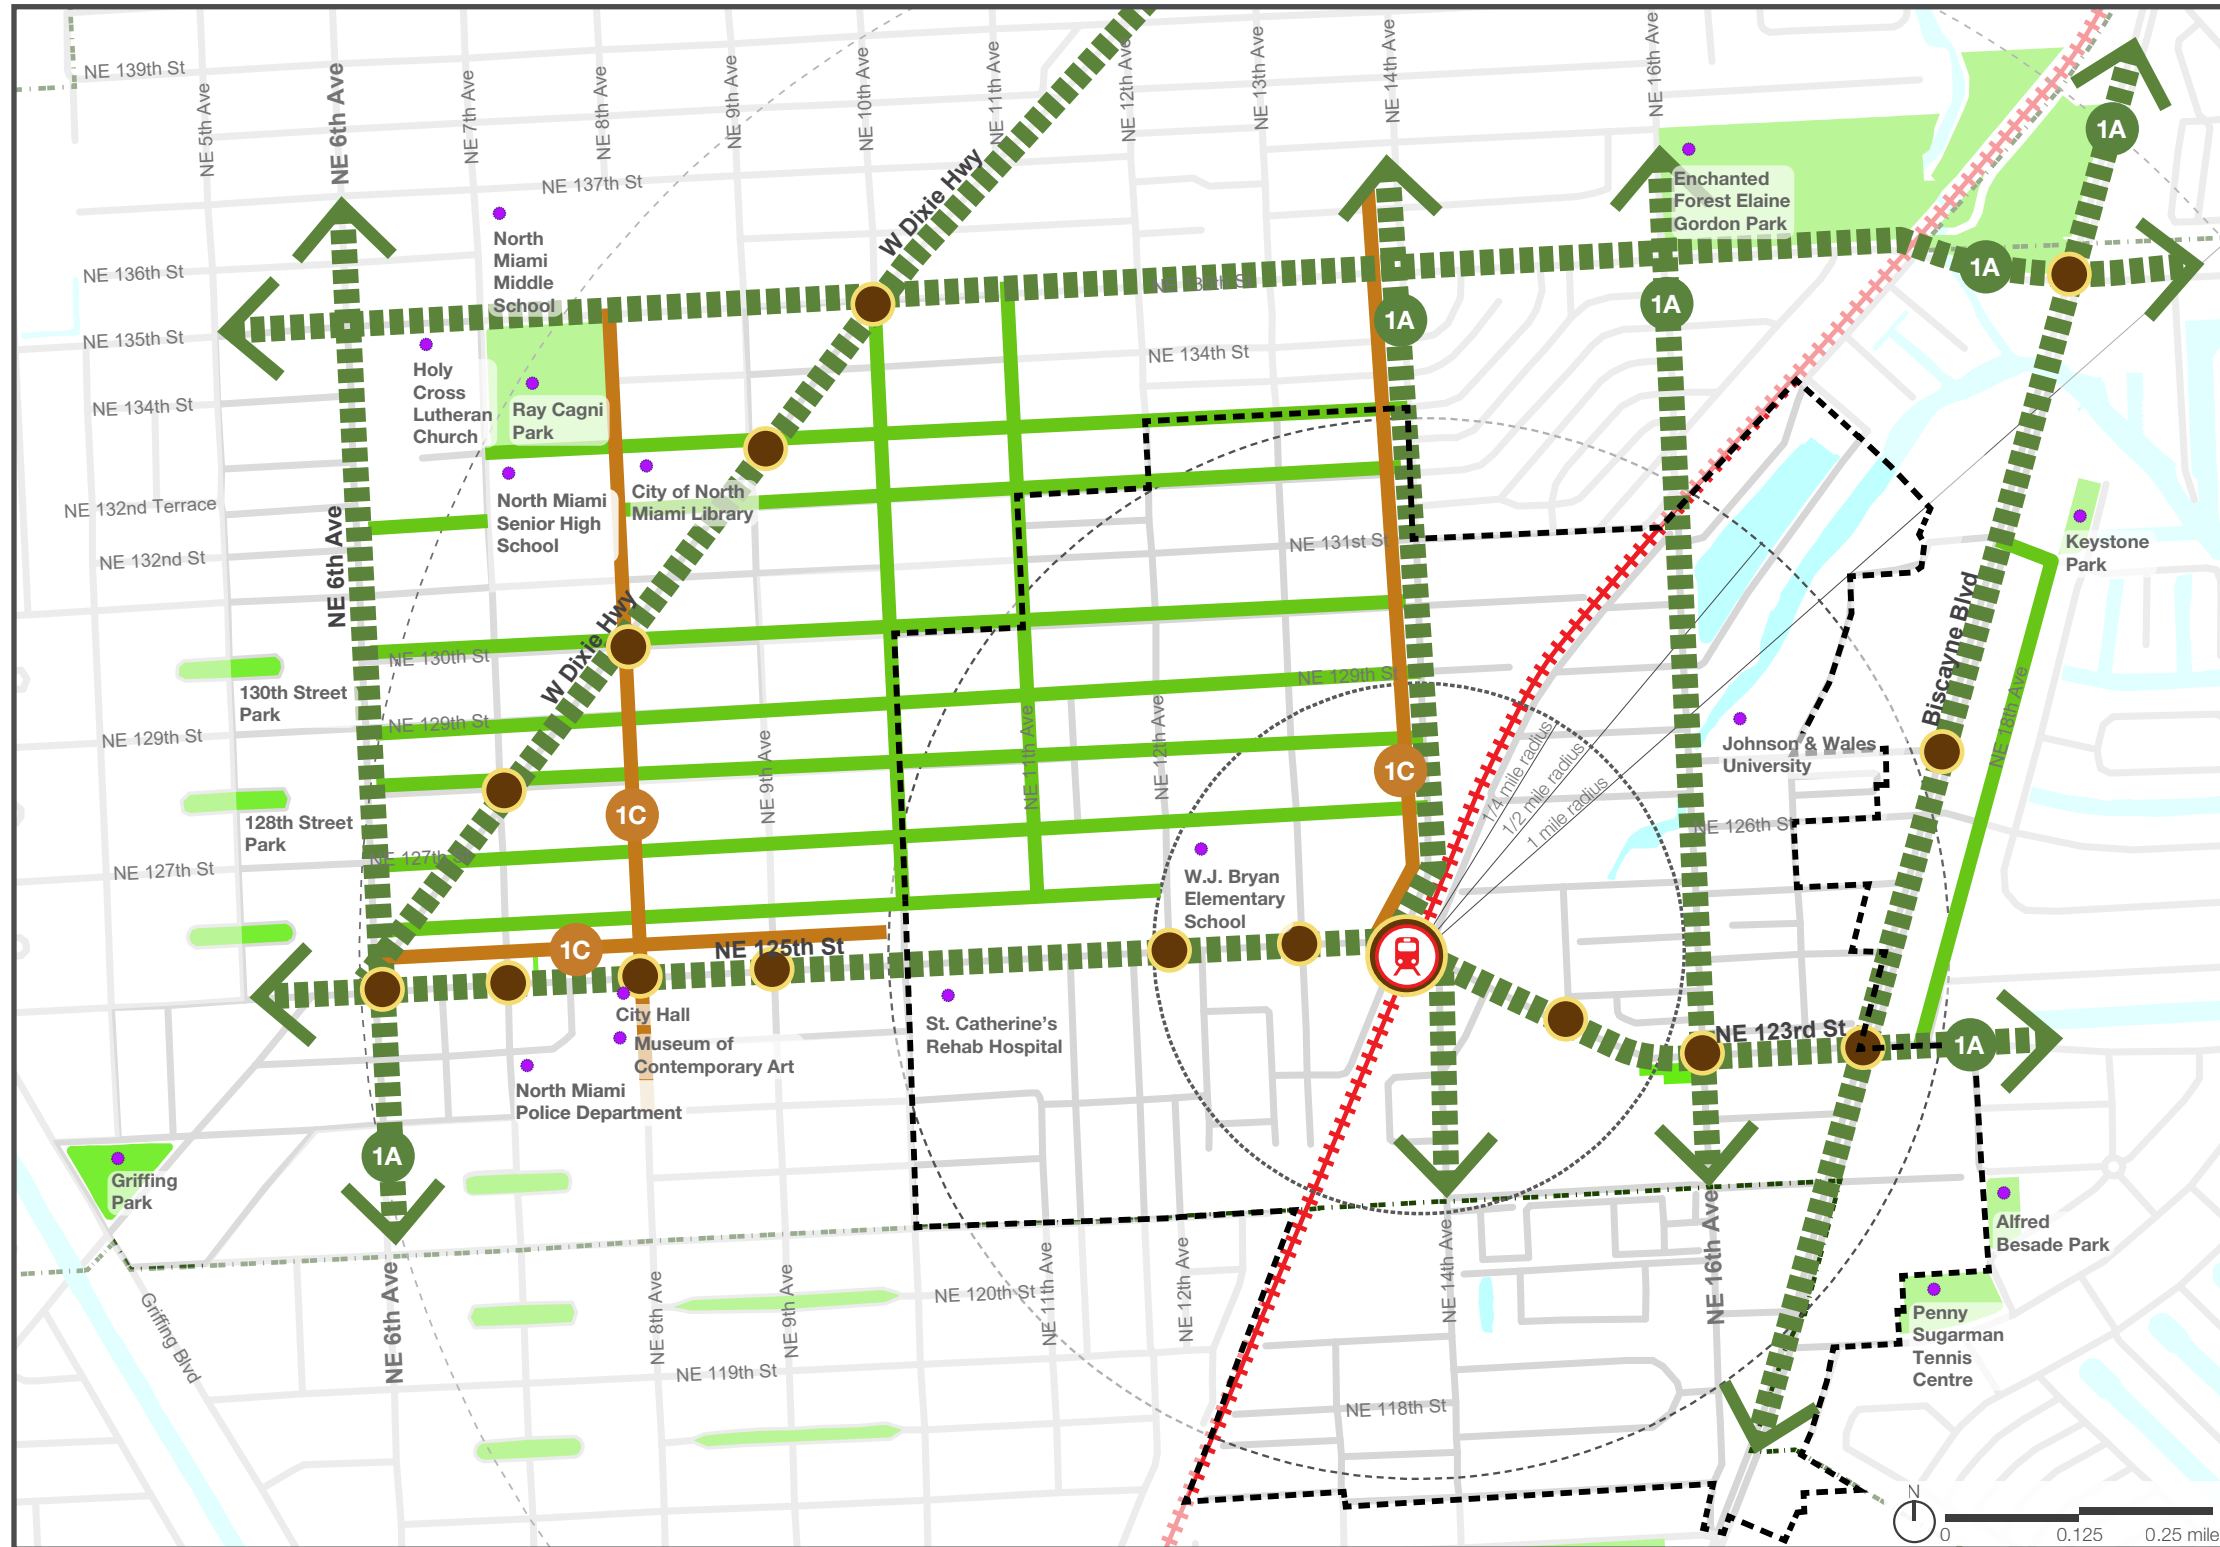 NE 139th St
NE 5th Ave
NE 6th Ave
NE 7th Ave
NE 8th Ave
NE 9th Ave
NE 10th Ave
NE 11th Ave
NE 12th Ave
NE 13th Ave
NE 14th Ave
NE 16th Ave
1A
NE 137th St
W Dixie Hwy
Enchanted
Forest Elaine
Gordon Park
North
Miami
Middle
School
NE 136th St
1A
1A
1A
NE 135th St
NE 135th St
Holy
Cross
Lutheran
Church
NE 134th St
NE 134th St
Ray Cagni
Park
NE 132nd Terrace
North Miami
Senior High
School
City of North
Miami Library
NE 6th Ave
NE 131st St
Keystone
Park
NE 132nd St
W Dixie Hwy
NE 130th St
NE 129th St
130th Street
Park
NE 129th St
NE 129th St
Biscayne Blvd
NE 18th Ave
Johnson & Wales
University
1C
1C
NE 9th Ave
NE 11th Ave
NE 12th Ave
1/4 mile radius
1/2 mile radius
1 mile radius
128th Street
Park
NE 126th St
NE 127th St
NE 127th St
W.J. Bryan
Elementary
School
1C
NE 125th St
City Hall
Museum of
Contemporary Art
St. Catherine's
Rehab Hospital
NE 123rd St
1A
North Miami
Police Department
1A
Griffing
Park
Alfred
Besade Park
Griffing Blvd
NE 6th Ave
NE 8th Ave
NE 9th Ave
NE 120th St
NE 11th Ave
NE 12th Ave
NE 14th Ave
NE 16th Ave
Penny
Sugarman
Tennis
Centre
NE 119th St
NE 118th St
N
0
0.125
0.25 mile